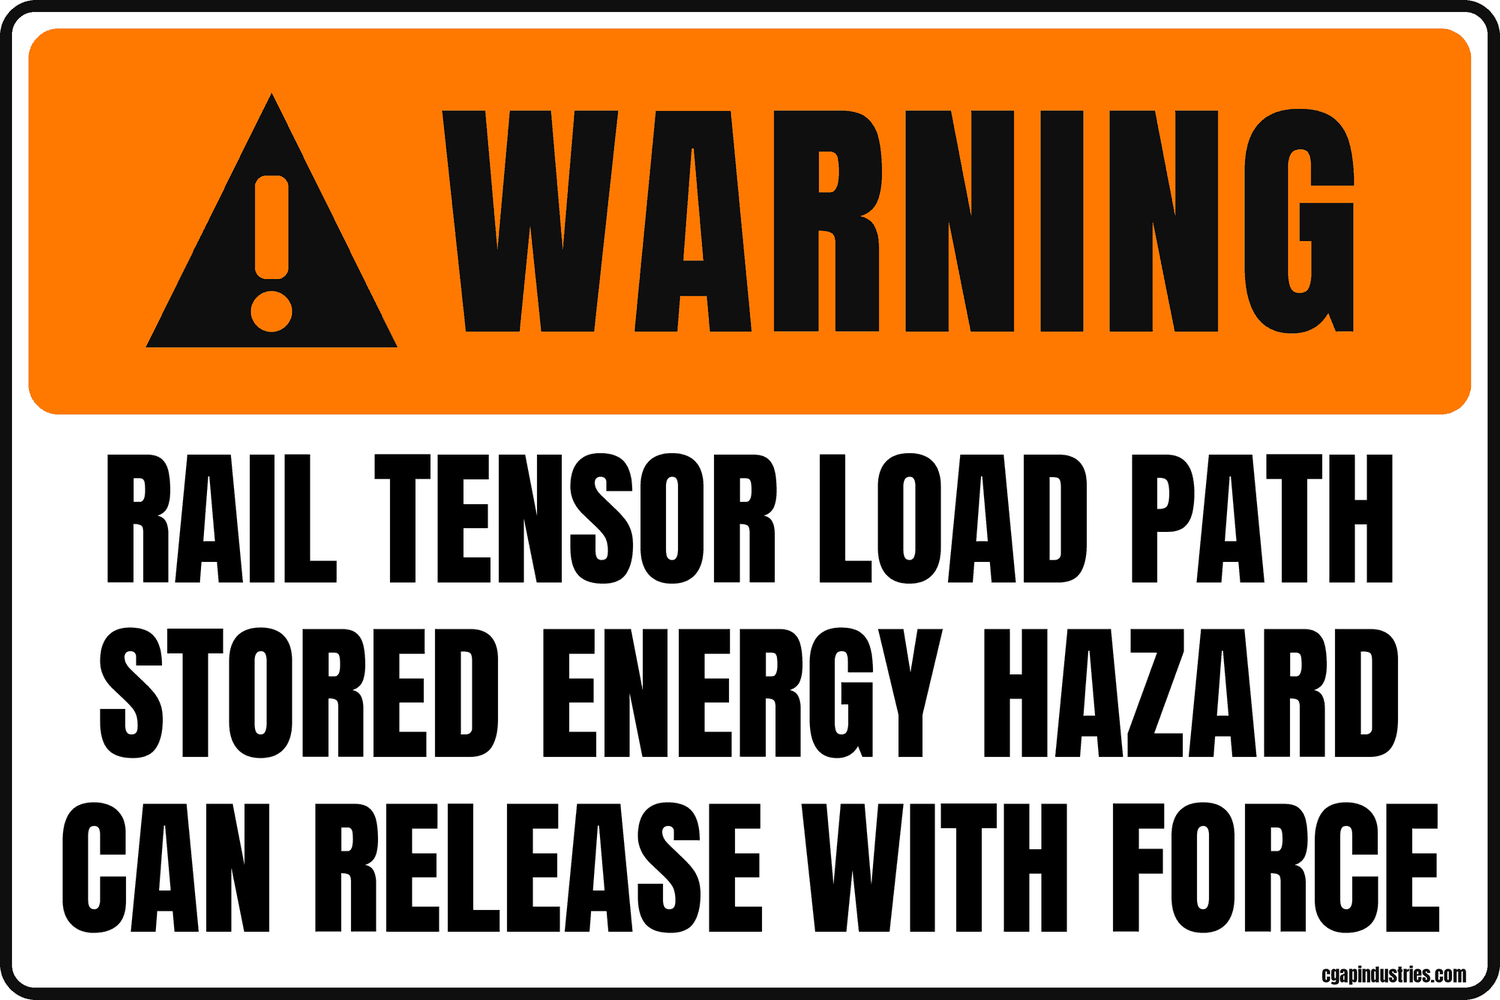 WARNING
RAIL TENSOR LOAD PATH
STORED ENERGY HAZARD
CAN RELEASE WITH FORCE
cgapindustries.com